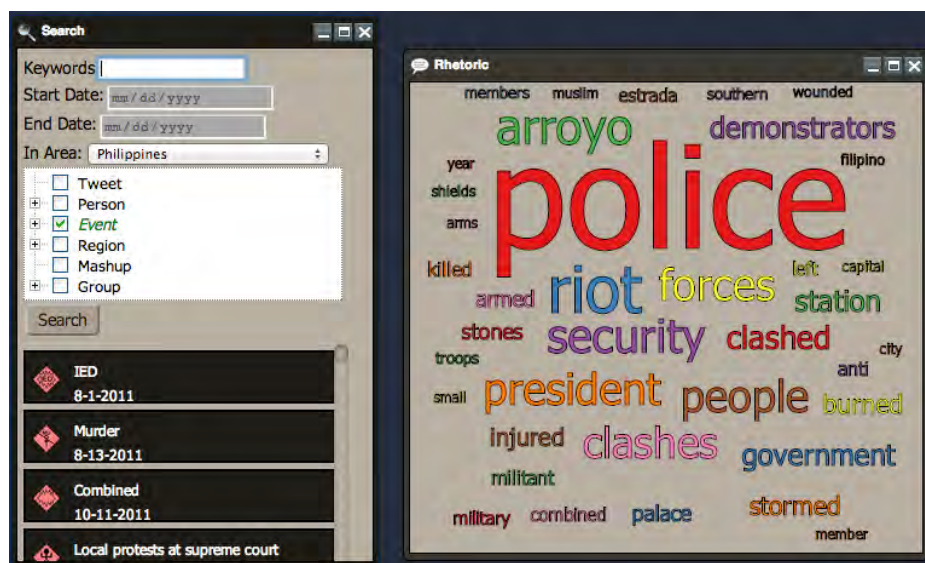 Search
Keywords
Start Date: mm/dd/yyyy
End Date: mm/dd/yyyy
In Area: Philippines
Tweet
Person
Event
Region
Mashup
Group
Search
IED
8-1-2011
Murder
8-13-2011
Combined
10-11-2011
Local protests at supreme court
Rhetoric
members muslim estrada southern wounded
arroyo demonstrators
year police filipino
shields
arms
killed riot forces left capital
armed station
stones security clashed city
troops anti
small president people burned
injured clashes government
militant
military combined palace stormed
member